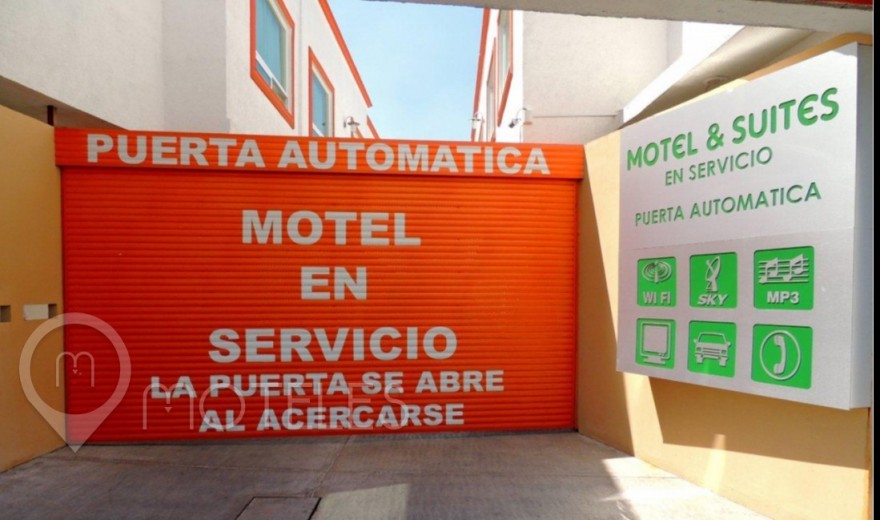 PUERTA AUTOMATICA
MOTEL
EN
SERVICIO
LA PUERTA SE ABRE
AL ACERCARSE
MOTEL & SUITES
EN SERVICIO
PUERTA AUTOMATICA
WI FI
SKY
MP3
M
MOTELES